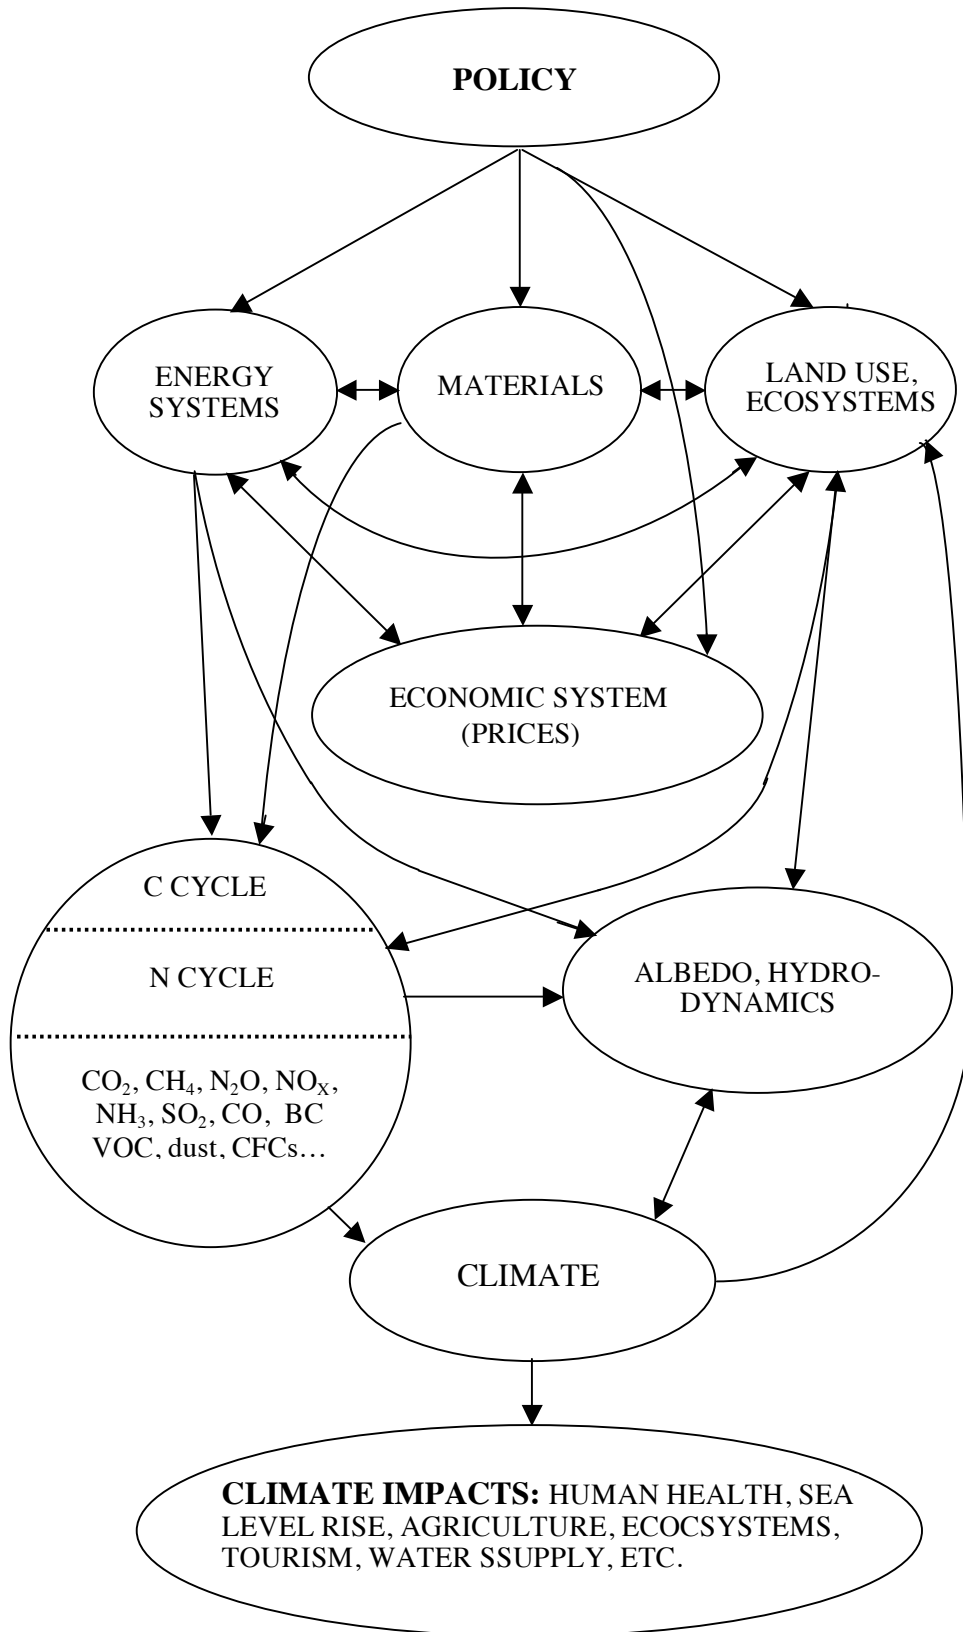 POLICY
ENERGY
SYSTEMS
MATERIALS
LAND USE,
ECOSYSTEMS
ECONOMIC SYSTEM
(PRICES)
C CYCLE
N CYCLE
CO₂, CH₄, N₂O, NOₓ,
NH₃, SO₂, CO, BC
VOC, dust, CFCs…
ALBEDO, HYDRO-
DYNAMICS
CLIMATE
CLIMATE IMPACTS: HUMAN HEALTH, SEA
LEVEL RISE, AGRICULTURE, ECOCSYSTEMS,
TOURISM, WATER SSUPPLY, ETC.